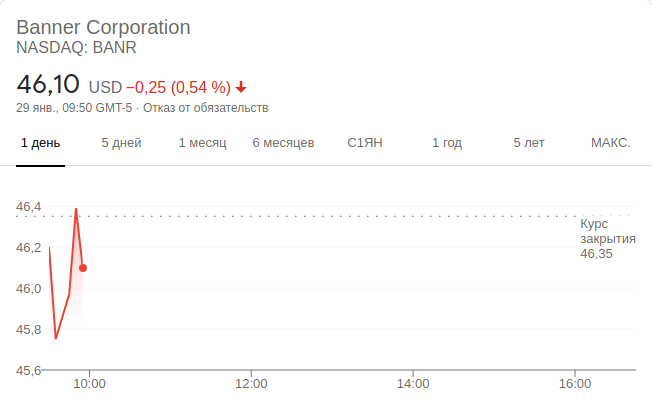 Banner Corporation
NASDAQ: BANR
46,10 USD −0,25 (0,54 %)
29 янв., 09:50 GMT-5 · Отказ от обязательств
1 день 5 дней 1 месяц 6 месяцев С1ЯН 1 год 5 лет МАКС.
46,4
Курс
закрытия
46,35
46,2
46,0
45,8
45,6
10:00 12:00 14:00 16:00